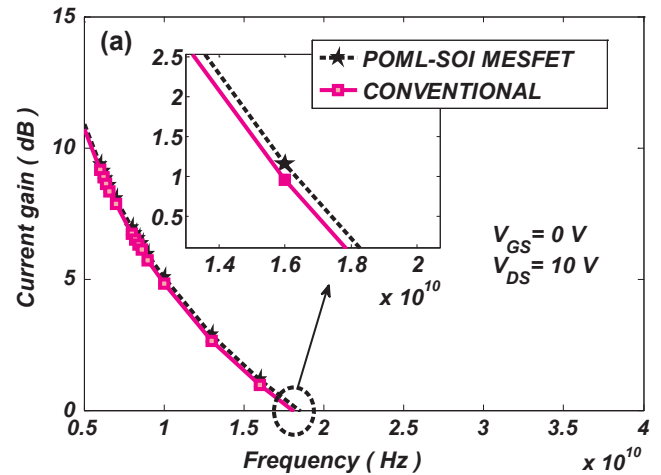 15
(a)
2.5
2
1.5
1
0.5
1.4 1.6 1.8 2
x 10^10
POML-SOI MESFET
CONVENTIONAL
Current gain ( dB )
10
5
0
V_GS = 0 V
V_DS = 10 V
0.5 1 1.5 2 2.5 3 3.5 4
x 10^10
Frequency ( Hz )